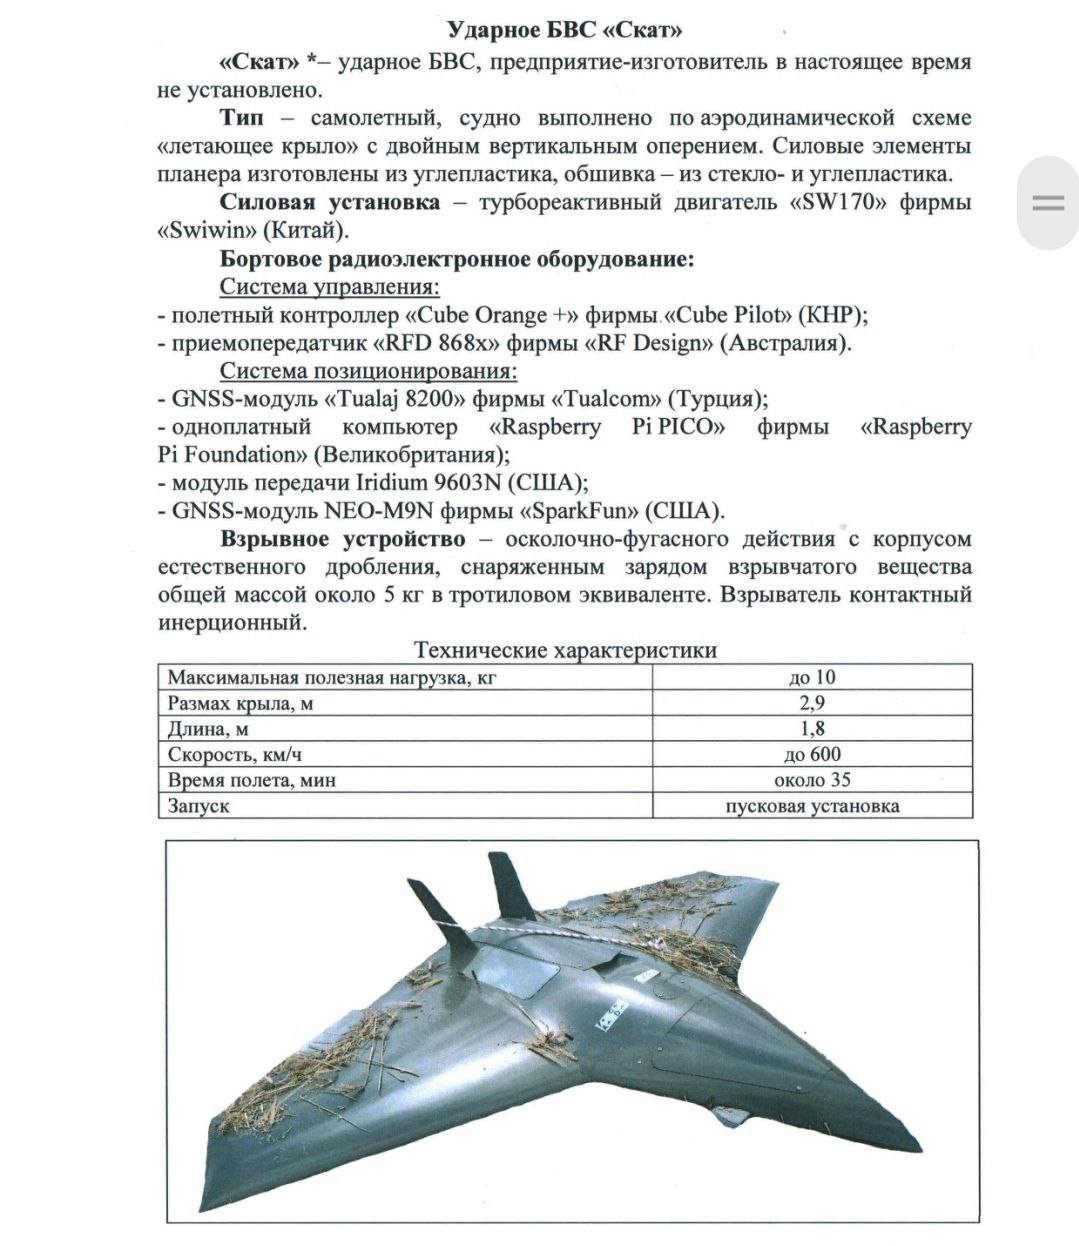 Ударное БВС «Скат»
«Скат» *– ударное БВС, предприятие-изготовитель в настоящее время
не установлено.
Тип – самолетный, судно выполнено по аэродинамической схеме
«летающее крыло» с двойным вертикальным оперением. Силовые элементы
планера изготовлены из углепластика, обшивка – из стекло- и углепластика.
Силовая установка – турбореактивный двигатель «SW170» фирмы
«Swiwin» (Китай).
Бортовое радиоэлектронное оборудование:
Система управления:
- полетный контроллер «Cube Orange +» фирмы «Cube Pilot» (КНР);
- приемопередатчик «RFD 868x» фирмы «RF Design» (Австралия).
Система позиционирования:
- GNSS-модуль «Tualaj 8200» фирмы «Tualcom» (Турция);
- одноплатный компьютер «Raspberry Pi PICO» фирмы «Raspberry
Pi Foundation» (Великобритания);
- модуль передачи Iridium 9603N (США);
- GNSS-модуль NEO-M9N фирмы «SparkFun» (США).
Взрывное устройство – осколочно-фугасного действия с корпусом
естественного дробления, снаряженным зарядом взрывчатого вещества
общей массой около 5 кг в тротиловом эквиваленте. Взрыватель контактный
инерционный.
Технические характеристики
Максимальная полезная нагрузка, кг до 10
Размах крыла, м 2,9
Длина, м 1,8
Скорость, км/ч до 600
Время полета, мин около 35
Запуск пусковая установка